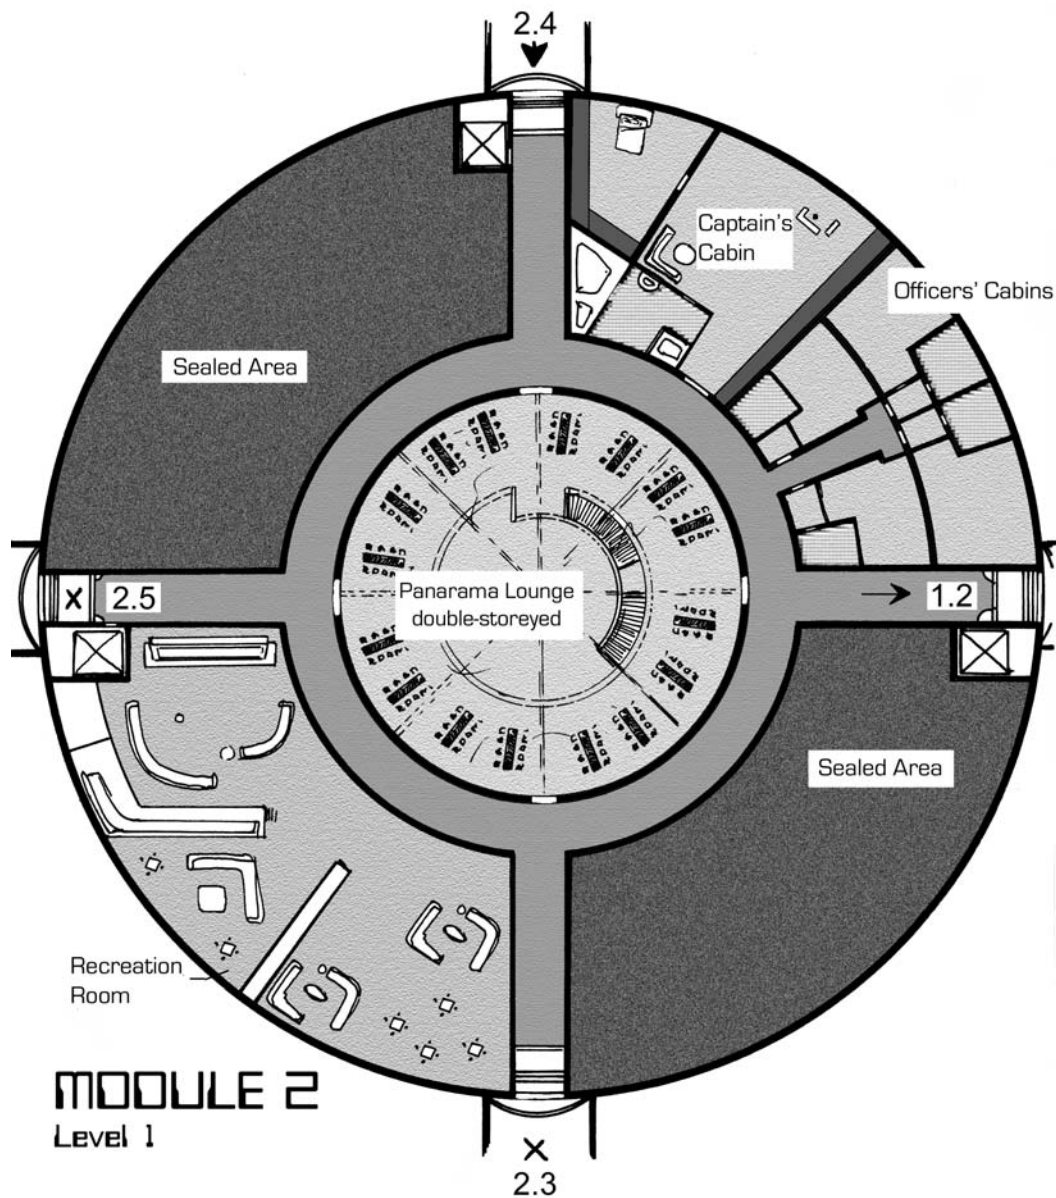 2.4
Captain's
Cabin
Officers' Cabins
Sealed Area
Panarama Lounge
double-storeyed
X 2.5
1.2
Sealed Area
Recreation
Room
MODULE 2
Level 1
X
2.3